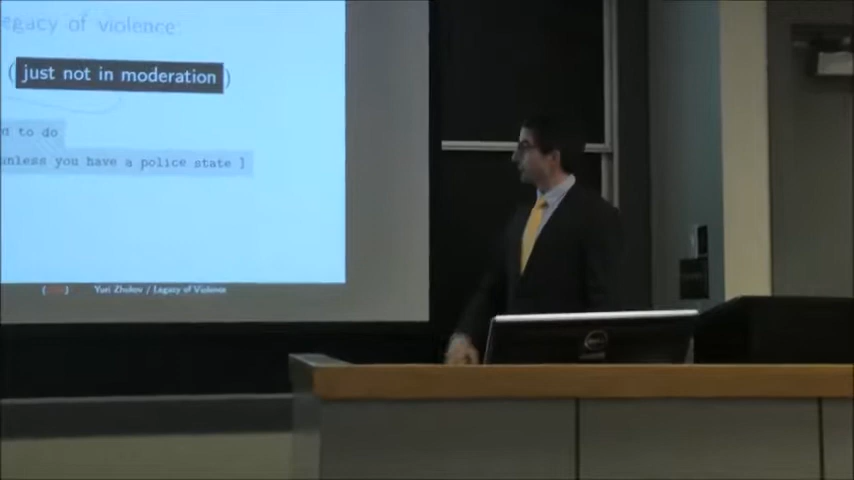 egacy of violence:
(just not in moderation)
d to do
unless you have a police state ]
Yuri Zhukov / Legacy of Violence
DELL